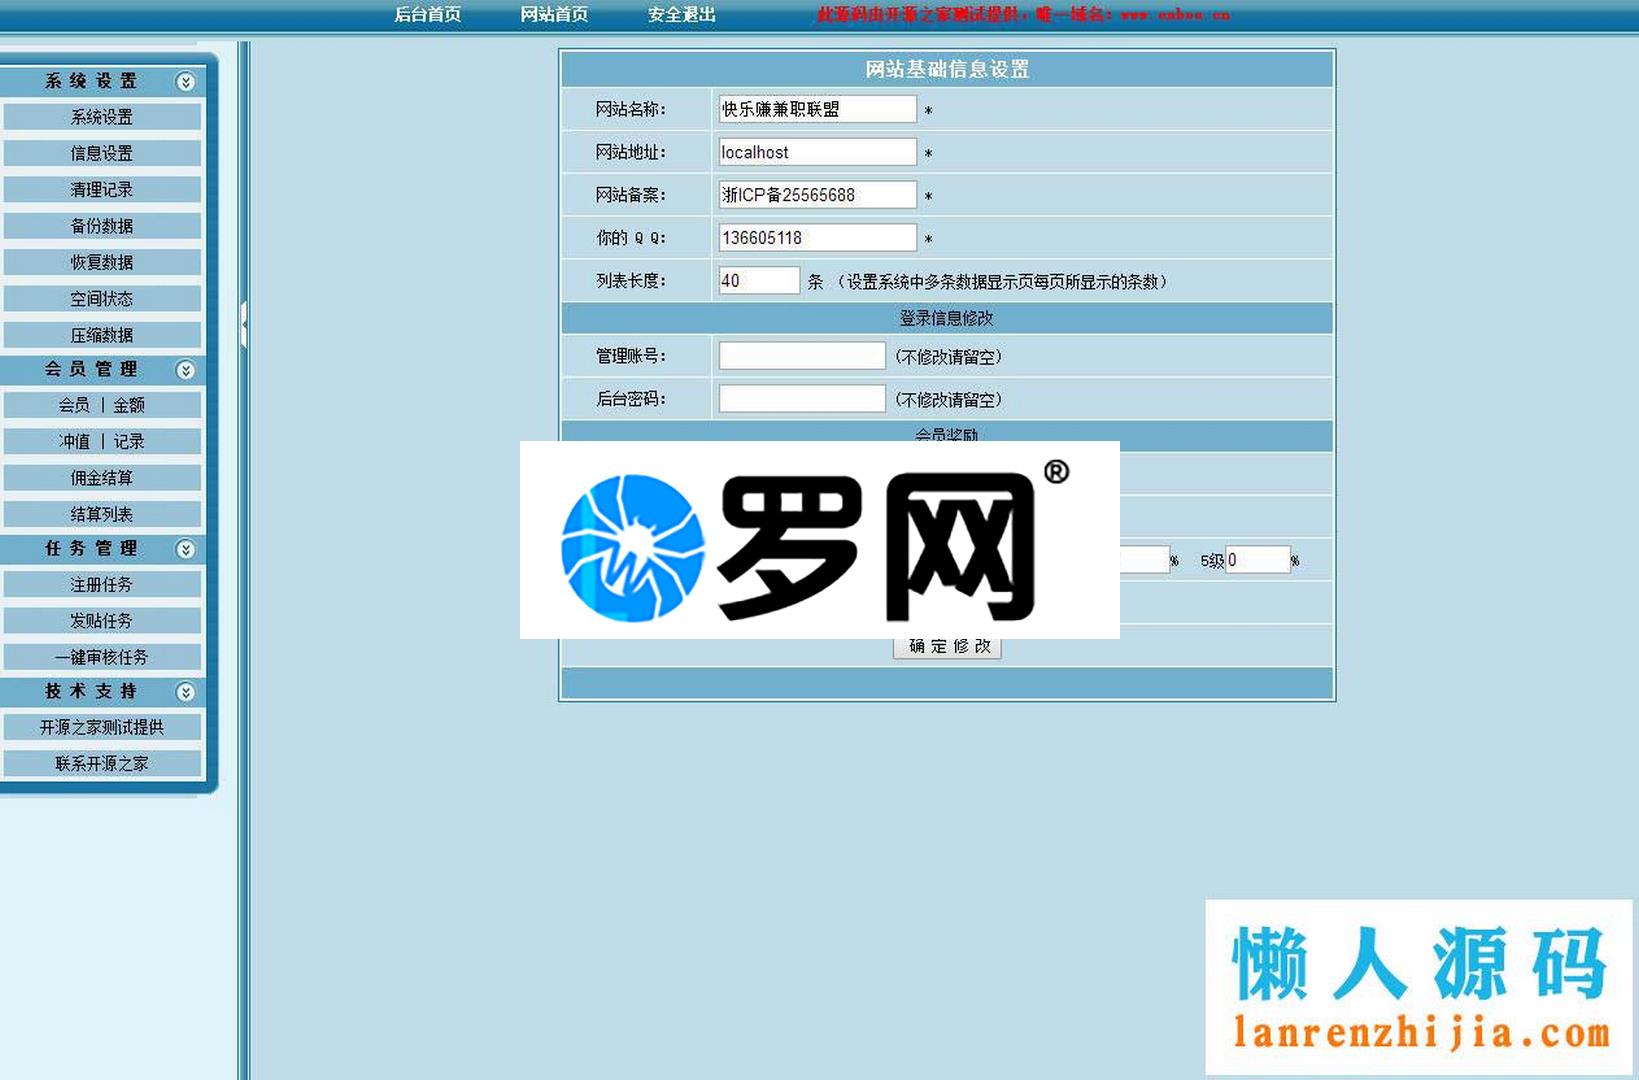 后台首页 网站首页 安全退出 此源码由开源之家测试提供，唯一域名：
系统设置
系统设置
信息设置
清理记录
备份数据
恢复数据
空间状态
压缩数据
会员管理
会员 | 金额
冲值 | 记录
佣金结算
结算列表
任务管理
注册任务
发贴任务
一键审核任务
技术支持
开源之家测试提供
联系开源之家
网站基础信息设置
网站名称： 快乐赚兼职联盟 *
网站地址： localhost *
网站备案： 浙ICP备25565688 *
你的 Q Q： 136605118 *
列表长度： 40 条 （设置系统中多条数据显示页每页所显示的条数）
登录信息修改
管理账号： (不修改请留空)
后台密码： (不修改请留空)
会员奖励
% 5级 0 %
确 定 修 改
罗网®
懒人源码
lanrenzhijia.com